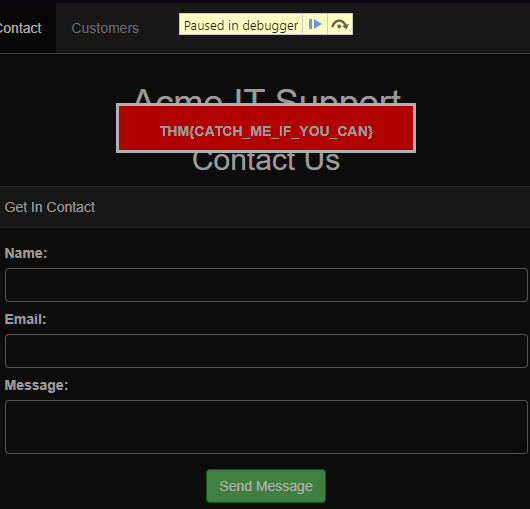 Contact Customers Paused in debugger
Acme IT Support
THM{CATCH_ME_IF_YOU_CAN}
Contact Us
Get In Contact
Name:
Email:
Message:
Send Message